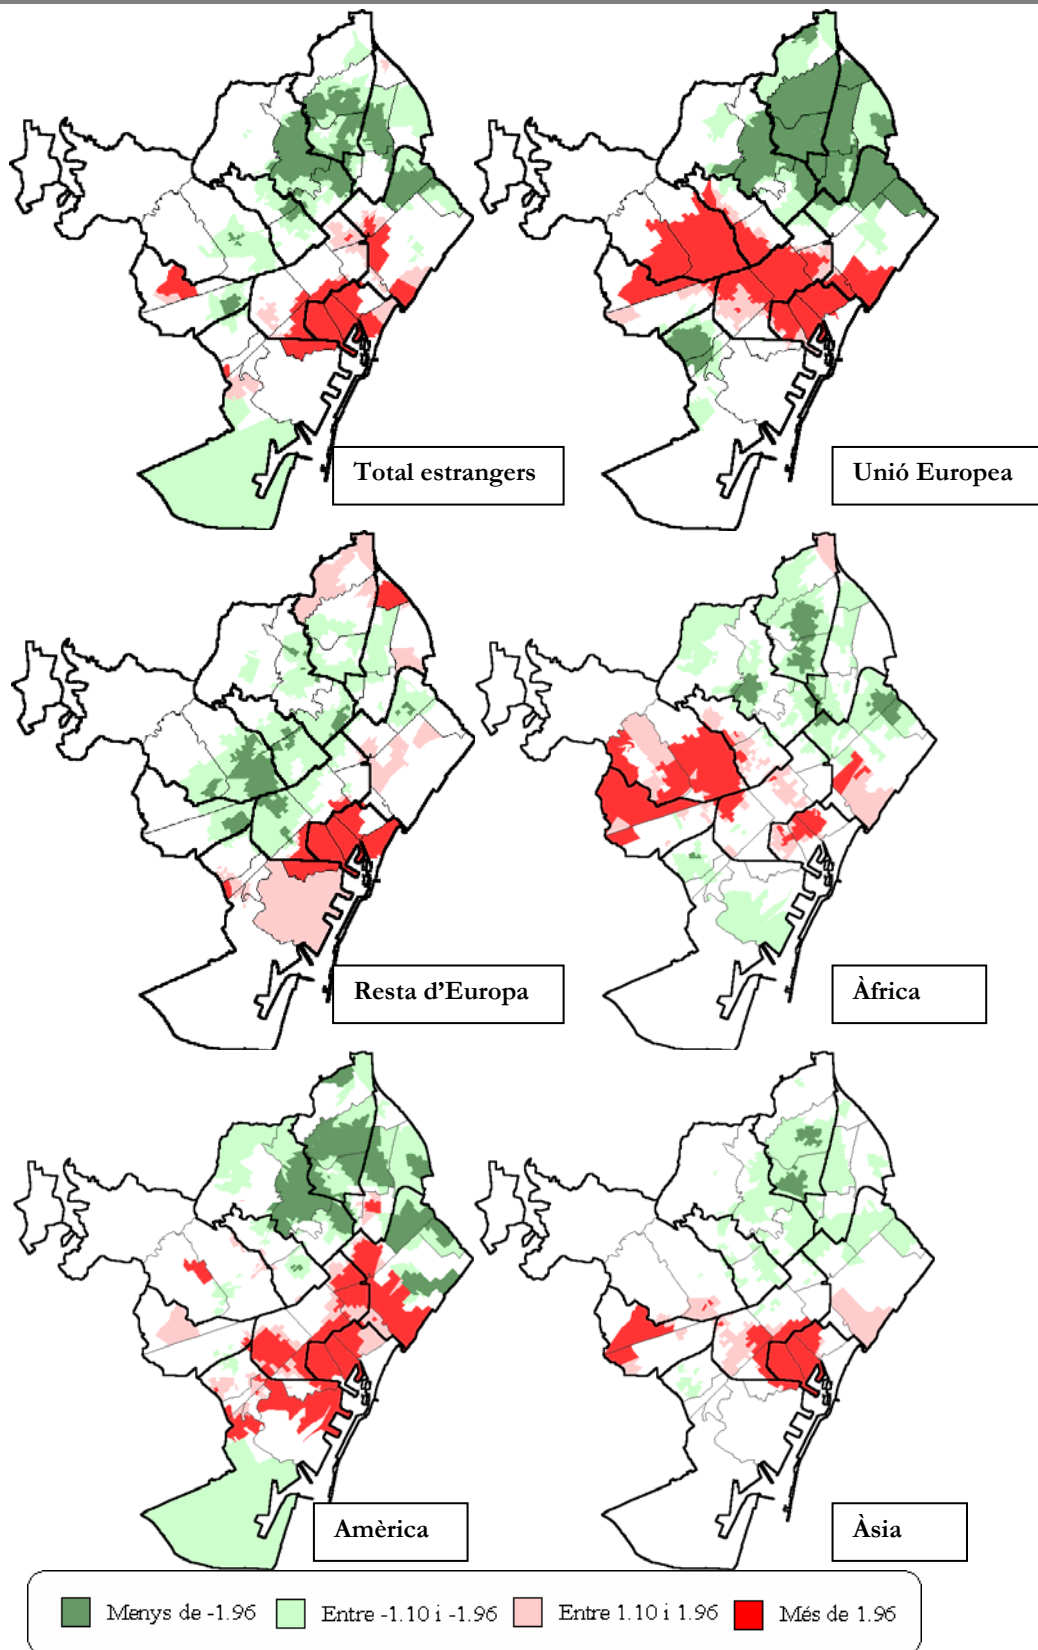 Total estrangers
Unió Europea
Resta d'Europa
Àfrica
Amèrica
Àsia
Menys de -1.96
Entre -1.10 i -1.96
Entre 1.10 i 1.96
Més de 1.96